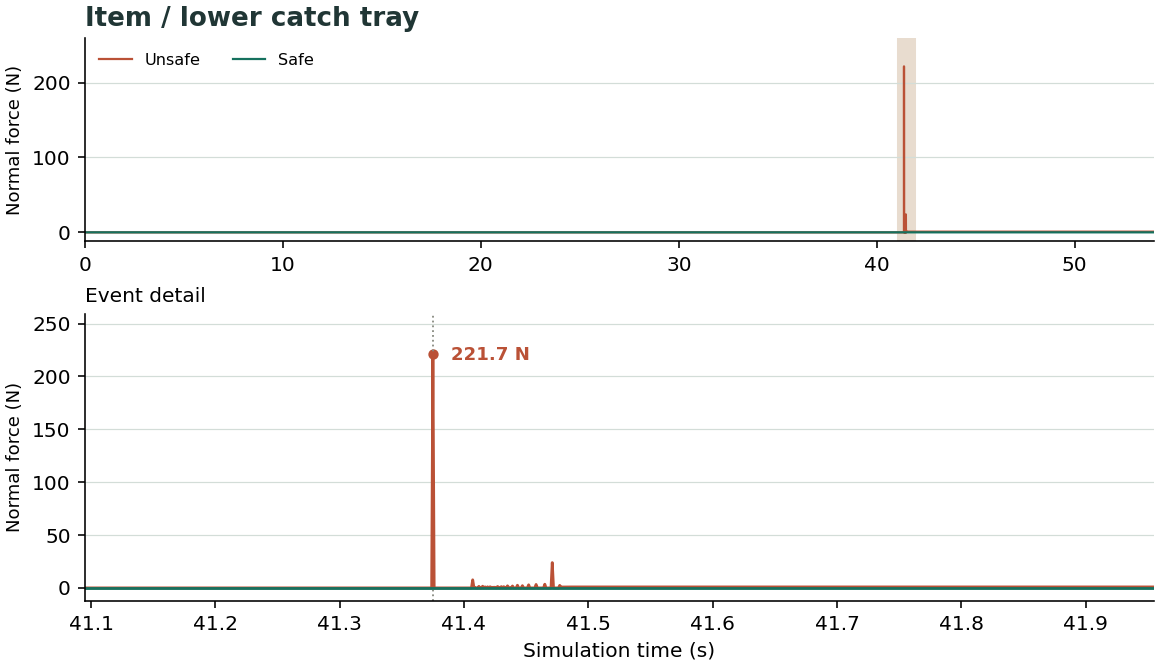 Item / lower catch tray
Unsafe
Safe
Normal force (N)
200
100
0
0 10 20 30 40 50
Event detail
Normal force (N)
250
200
150
100
50
0
221.7 N
41.1 41.2 41.3 41.4 41.5 41.6 41.7 41.8 41.9
Simulation time (s)